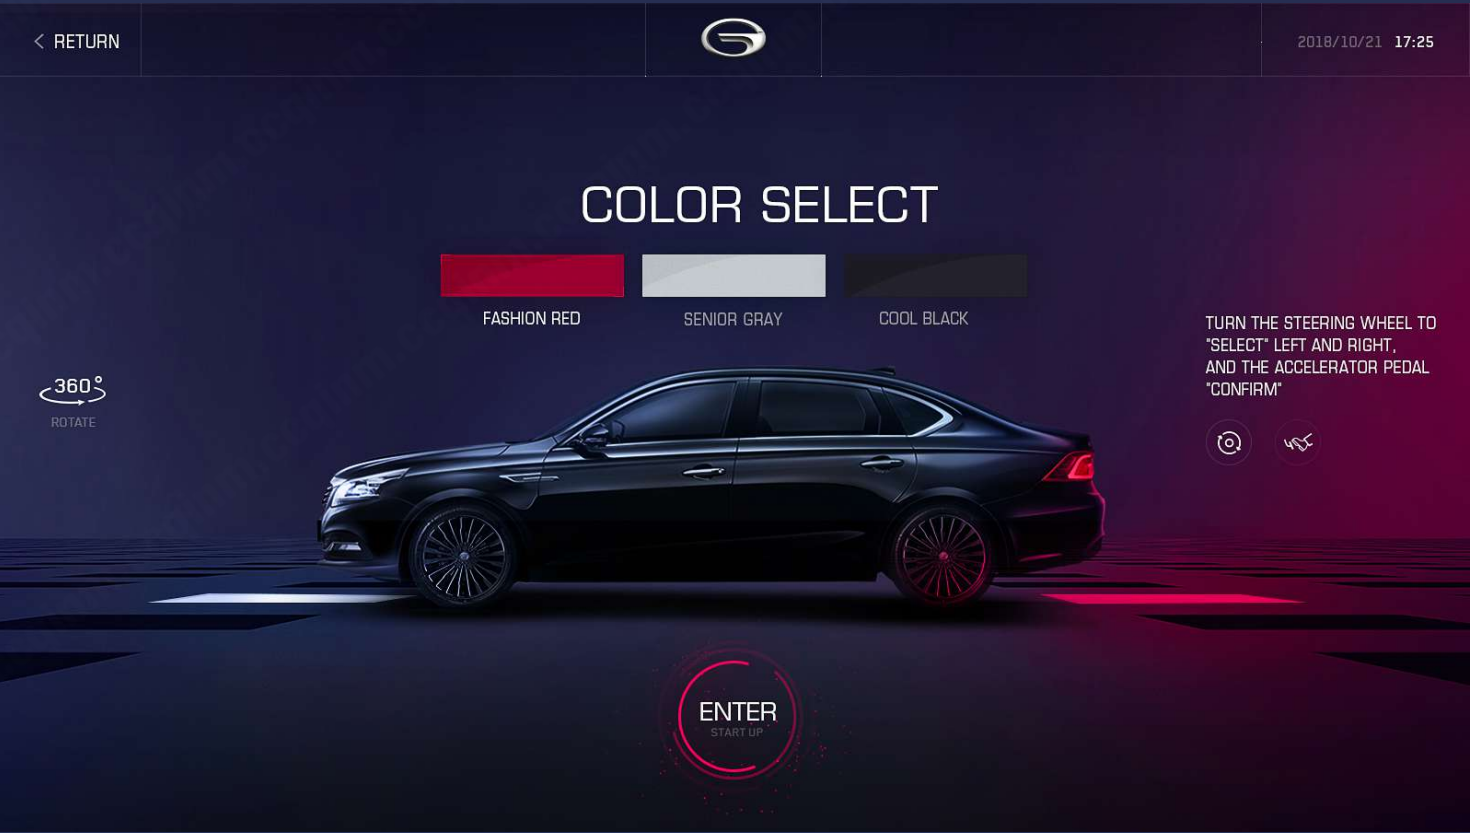 RETURN
2018/10/21 17:25
COLOR SELECT
FASHION RED
SENIOR GRAY
COOL BLACK
360°
ROTATE
TURN THE STEERING WHEEL TO
"SELECT" LEFT AND RIGHT,
AND THE ACCELERATOR PEDAL
"CONFIRM"
ENTER
START UP